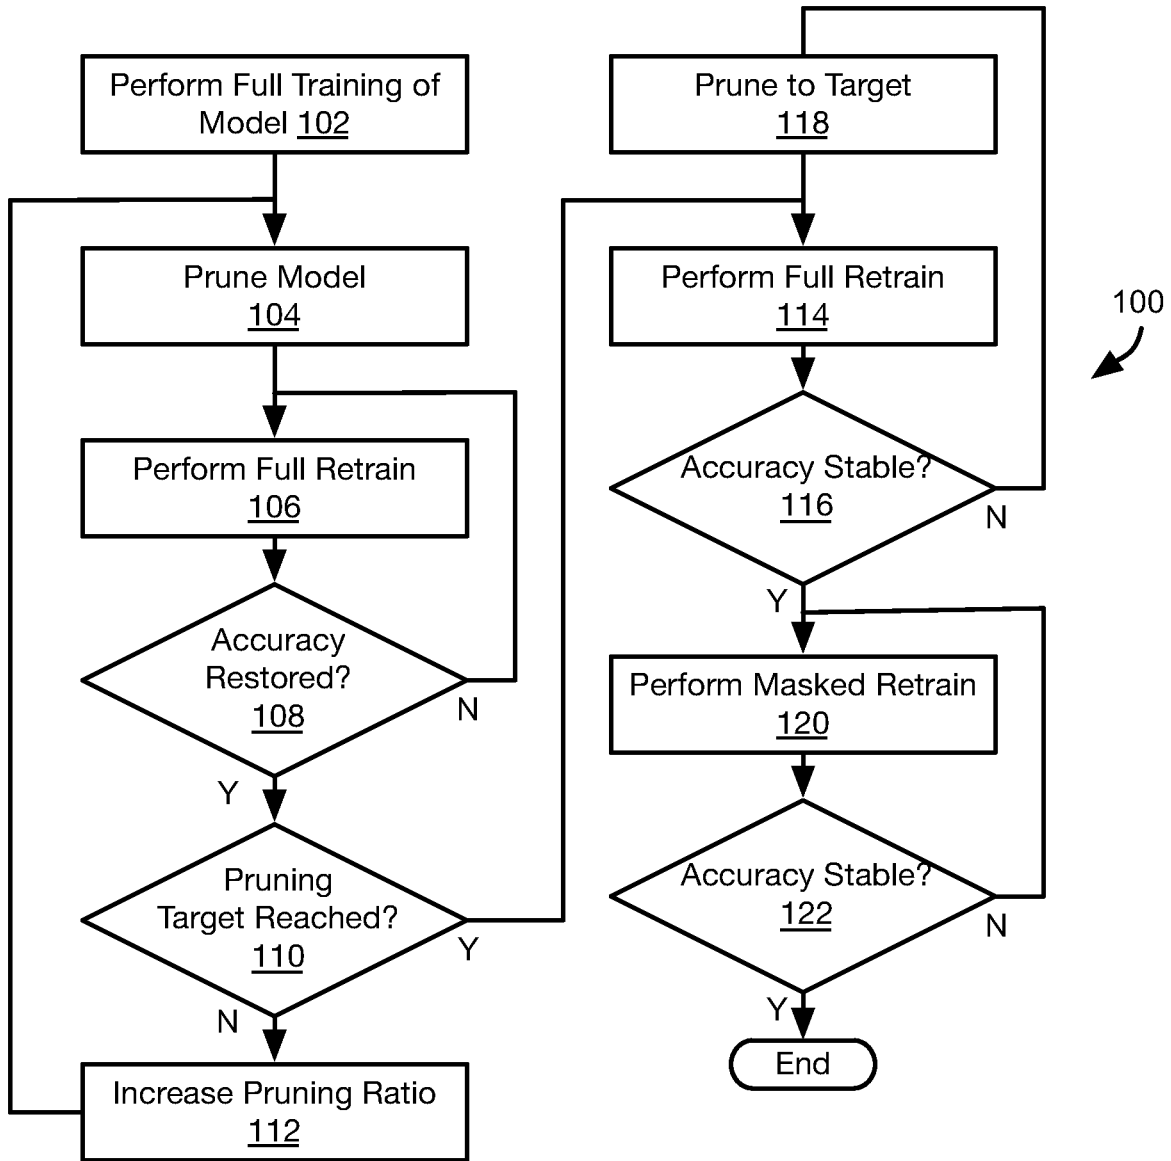 Perform Full Training of
Model 102
Prune Model
104
Perform Full Retrain
106
Accuracy
Restored?
108
N
Y
Pruning
Target Reached?
110
Y
N
Increase Pruning Ratio
112
Prune to Target
118
Perform Full Retrain
114
Accuracy Stable?
116
N
Y
Perform Masked Retrain
120
Accuracy Stable?
122
N
Y
End
100